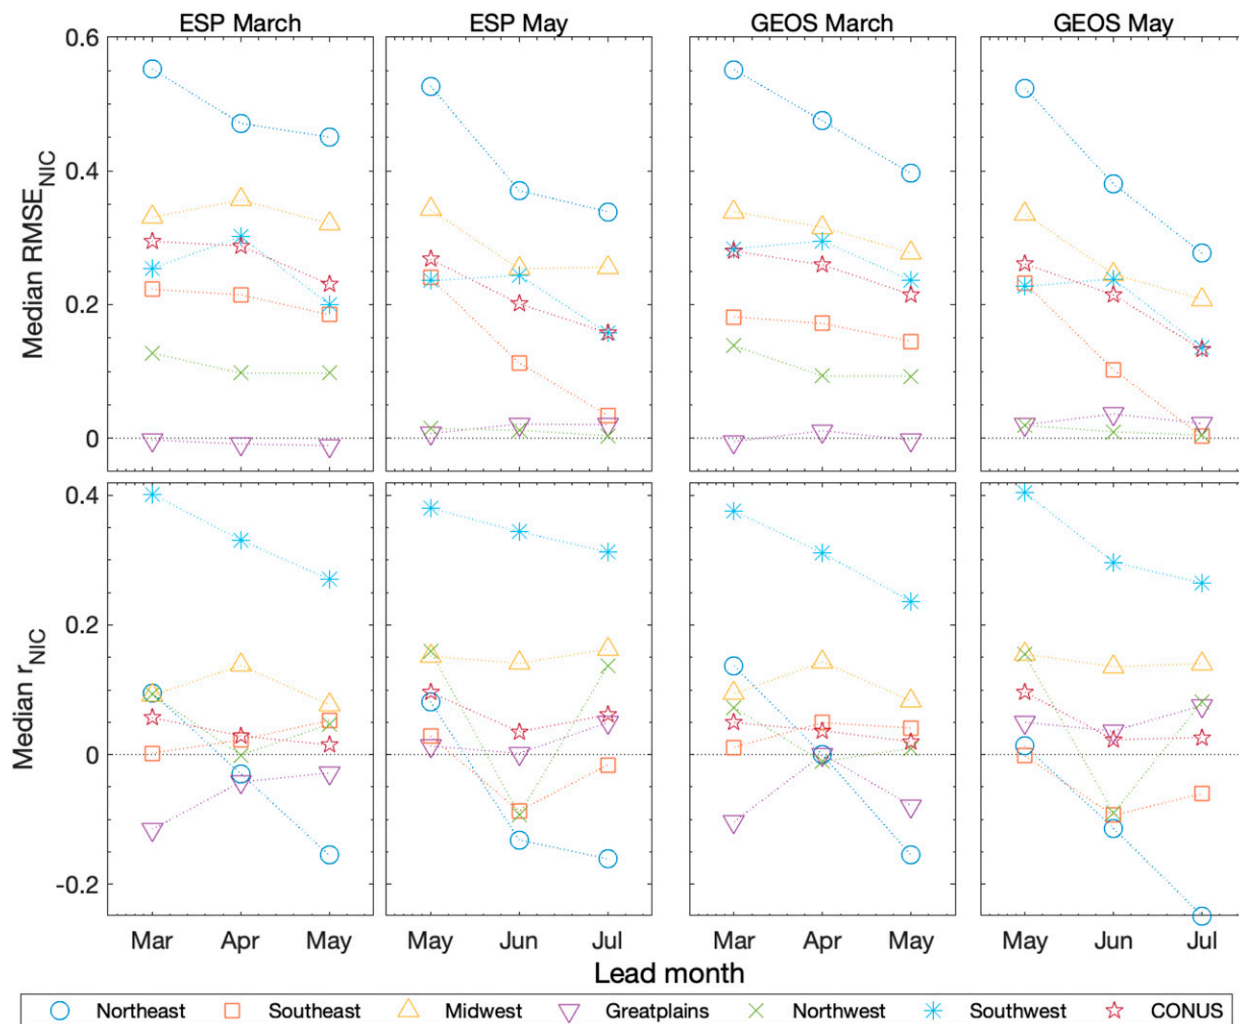 ESP March ESP May GEOS March GEOS May
0.6
0.4
0.2
0
Median RMSE_NIC
0.4
0.2
0
-0.2
Median r_NIC
Mar Apr May May Jun Jul Mar Apr May May Jun Jul
Lead month
Northeast Southeast Midwest Greatplains Northwest Southwest CONUS